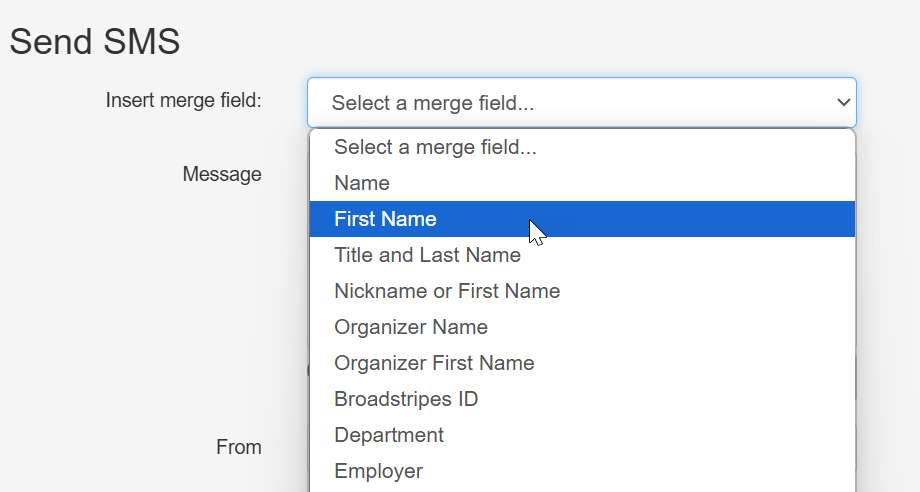 Send SMS
Insert merge field:
Select a merge field...
Select a merge field...
Message
Name
First Name
Title and Last Name
Nickname or First Name
Organizer Name
Organizer First Name
Broadstripes ID
Department
From
Employer